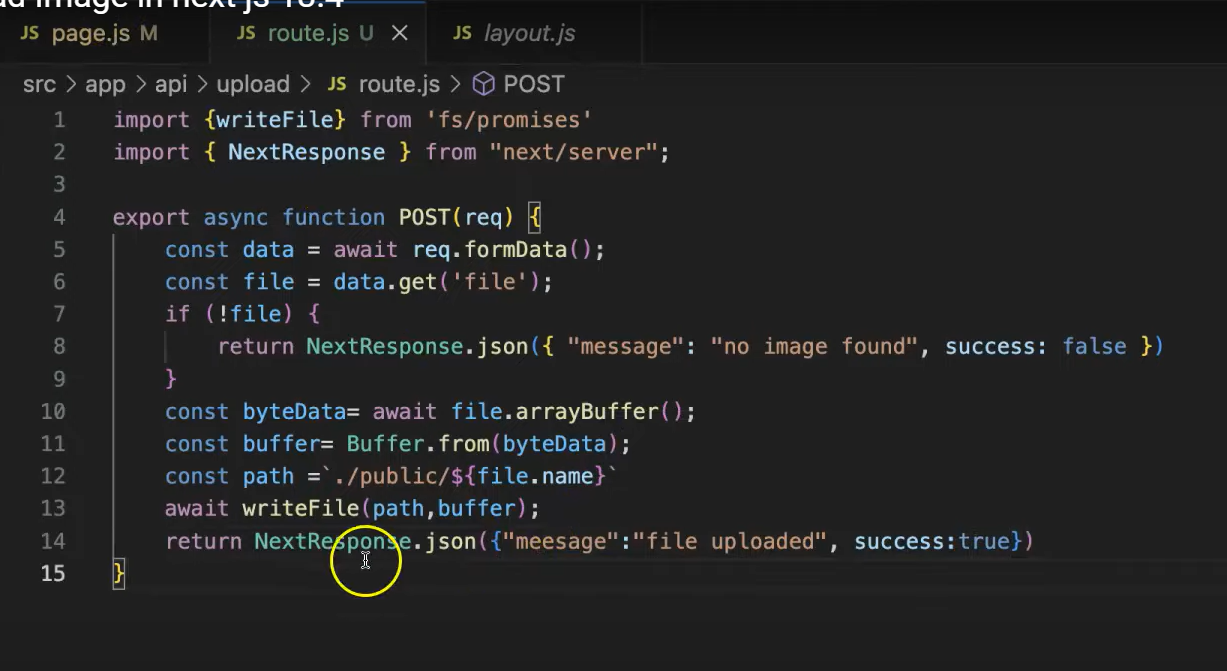 image in next js 13.4
JS page.js M JS route.js U × JS layout.js
src > app > api > upload > JS route.js > POST
1 import {writeFile} from 'fs/promises'
2 import { NextResponse } from "next/server";
3
4 export async function POST(req) {
5 const data = await req.formData();
6 const file = data.get('file');
7 if (!file) {
8 return NextResponse.json({ "message": "no image found", success: false })
9 }
10 const byteData= await file.arrayBuffer();
11 const buffer= Buffer.from(byteData);
12 const path =`./public/${file.name}`
13 await writeFile(path,buffer);
14 return NextResponse.json({"meesage":"file uploaded", success:true})
15 }